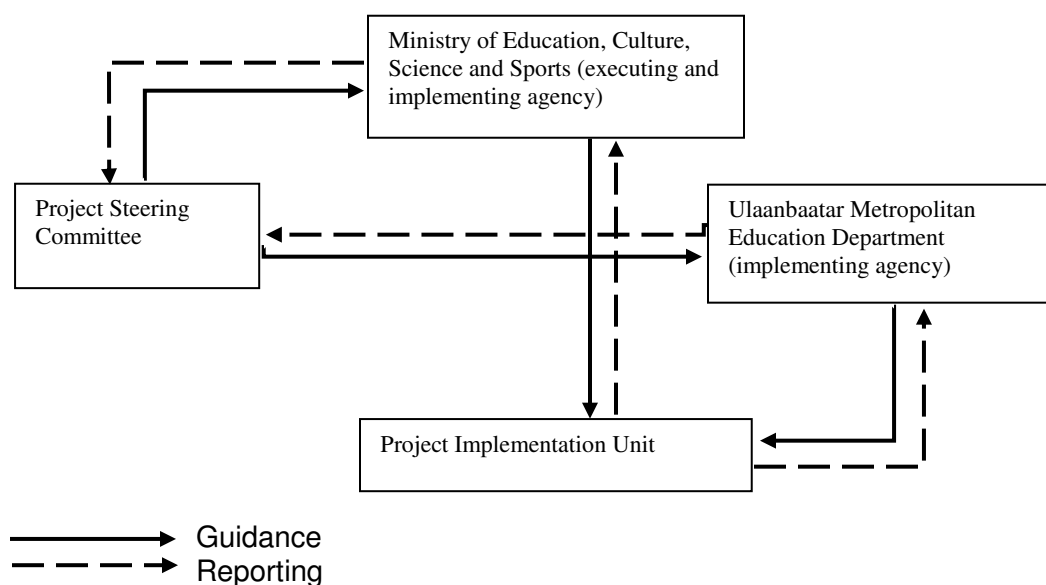 Ministry of Education, Culture,
Science and Sports (executing and
implementing agency)
Project Steering
Committee
Ulaanbaatar Metropolitan
Education Department
(implementing agency)
Project Implementation Unit
Guidance
Reporting